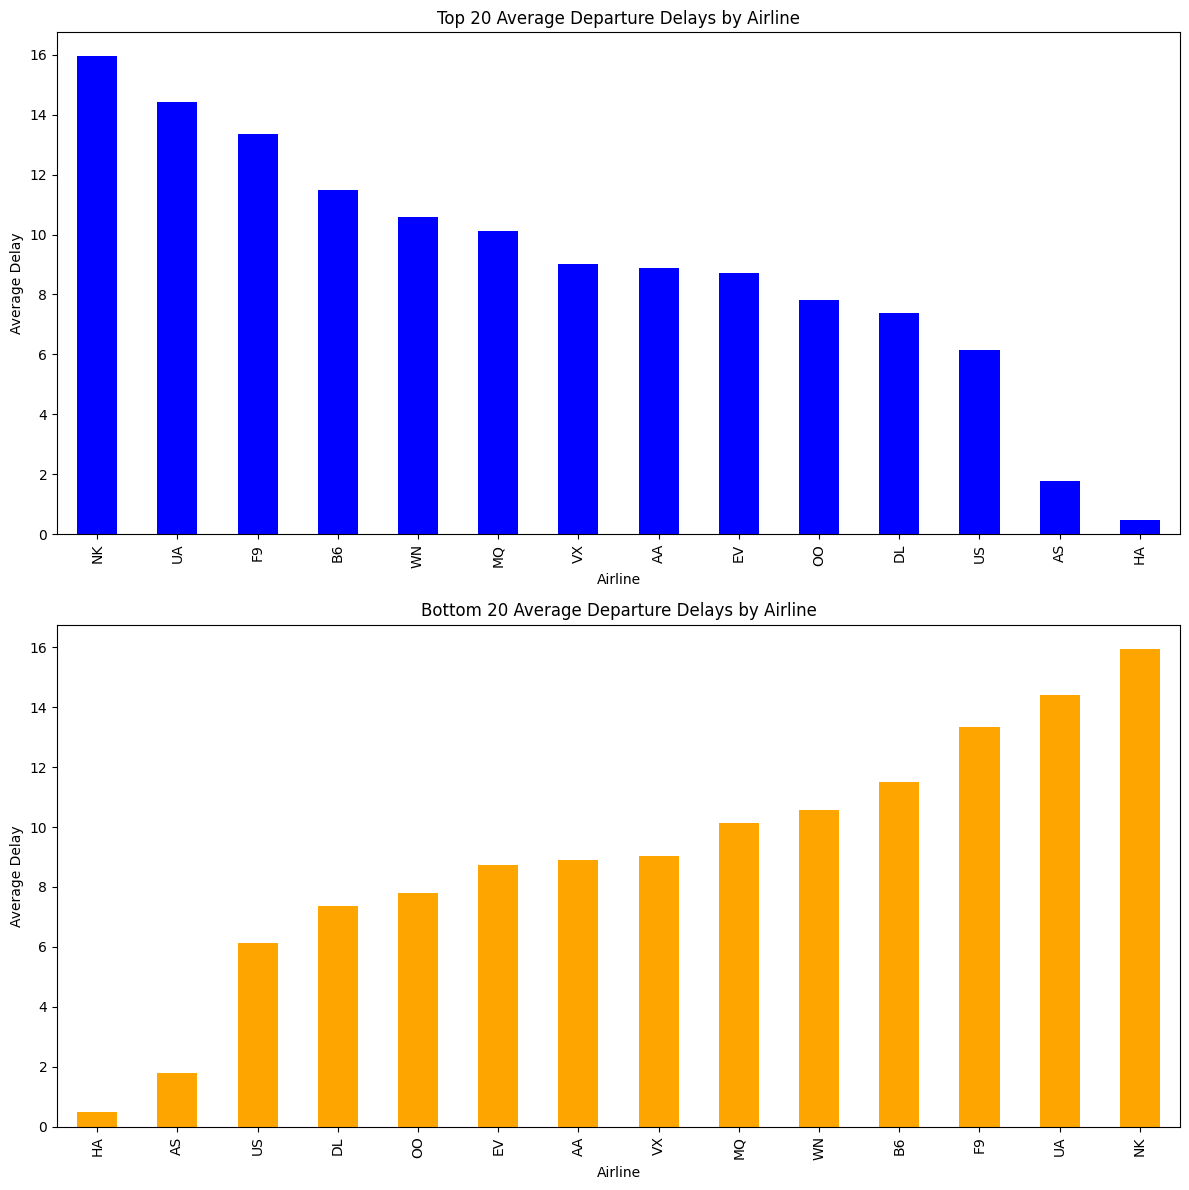 Top 20 Average Departure Delays by Airline
Average Delay
16
14
12
10
8
6
4
2
0
NK UA F9 B6 WN MQ VX AA EV OO DL US AS HA
Airline
Bottom 20 Average Departure Delays by Airline
Average Delay
16
14
12
10
8
6
4
2
0
HA AS US DL OO EV AA VX MQ WN B6 F9 UA NK
Airline